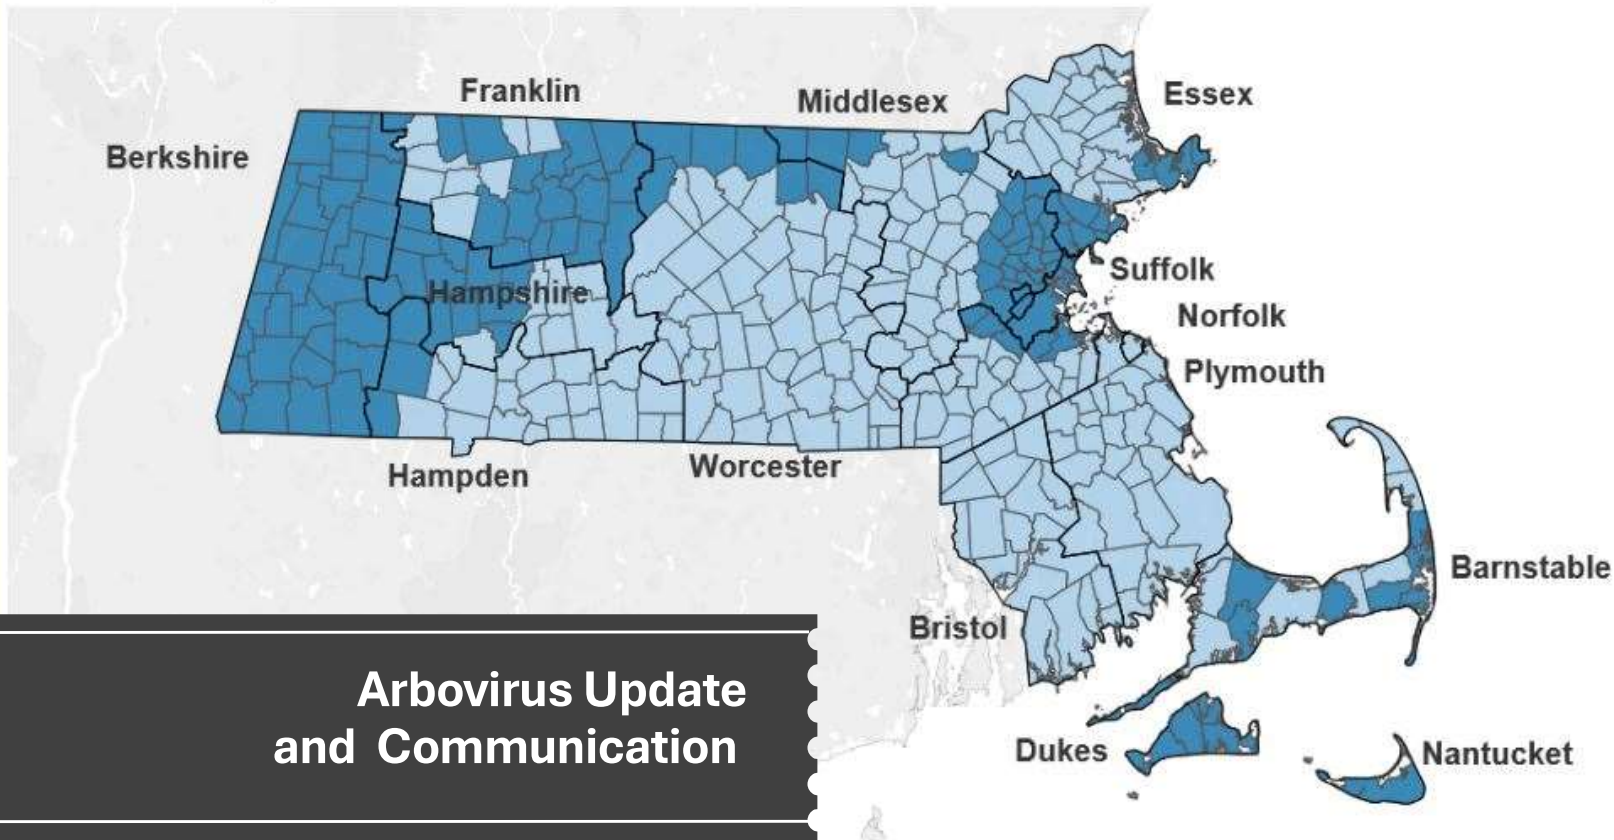 Franklin
Middlesex
Essex
Berkshire
Suffolk
Hampshire
Norfolk
Plymouth
Hampden
Worcester
Barnstable
Bristol
Dukes
Nantucket
Arbovirus Update
and Communication